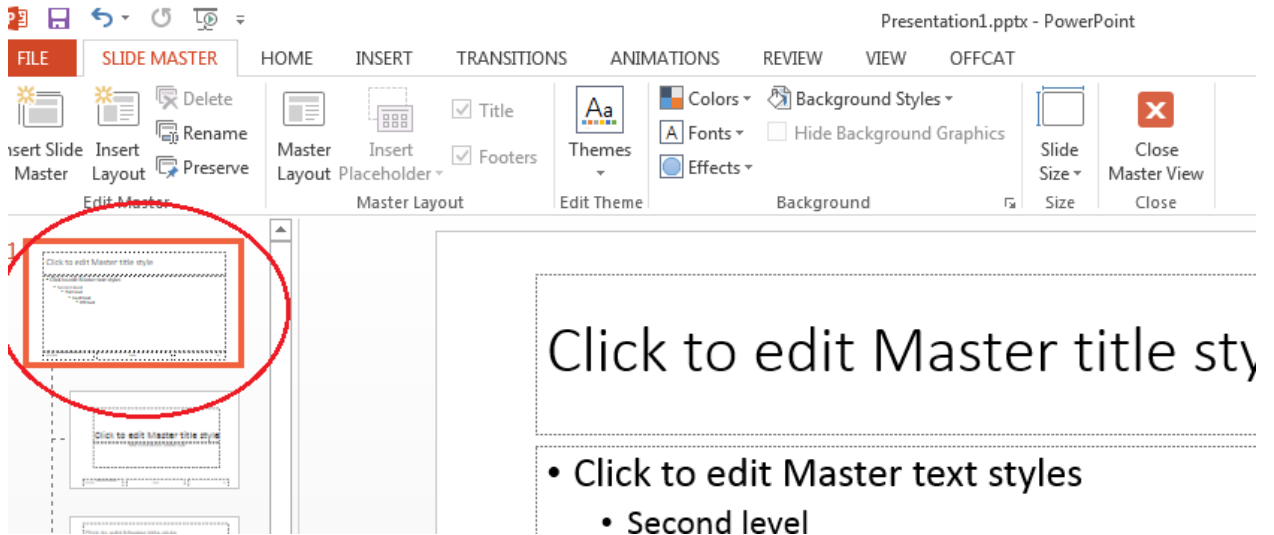 Presentation1.pptx - PowerPoint
FILE SLIDE MASTER HOME INSERT TRANSITIONS ANIMATIONS REVIEW VIEW OFFCAT
Delete
Rename
Preserve
Slide
Master
Insert
Layout
Edit Master
Master
Layout
Insert
Placeholder
Title
Footers
Master Layout
Aa
Themes
Edit Theme
Colors
A Fonts
Effects
Background Styles
Hide Background Graphics
Background
Slide
Size
Size
Close
Master View
Close
1
Click to edit Master title style
Click to edit Master title style
Click to edit Master title
• Click to edit Master text styles
• Second level